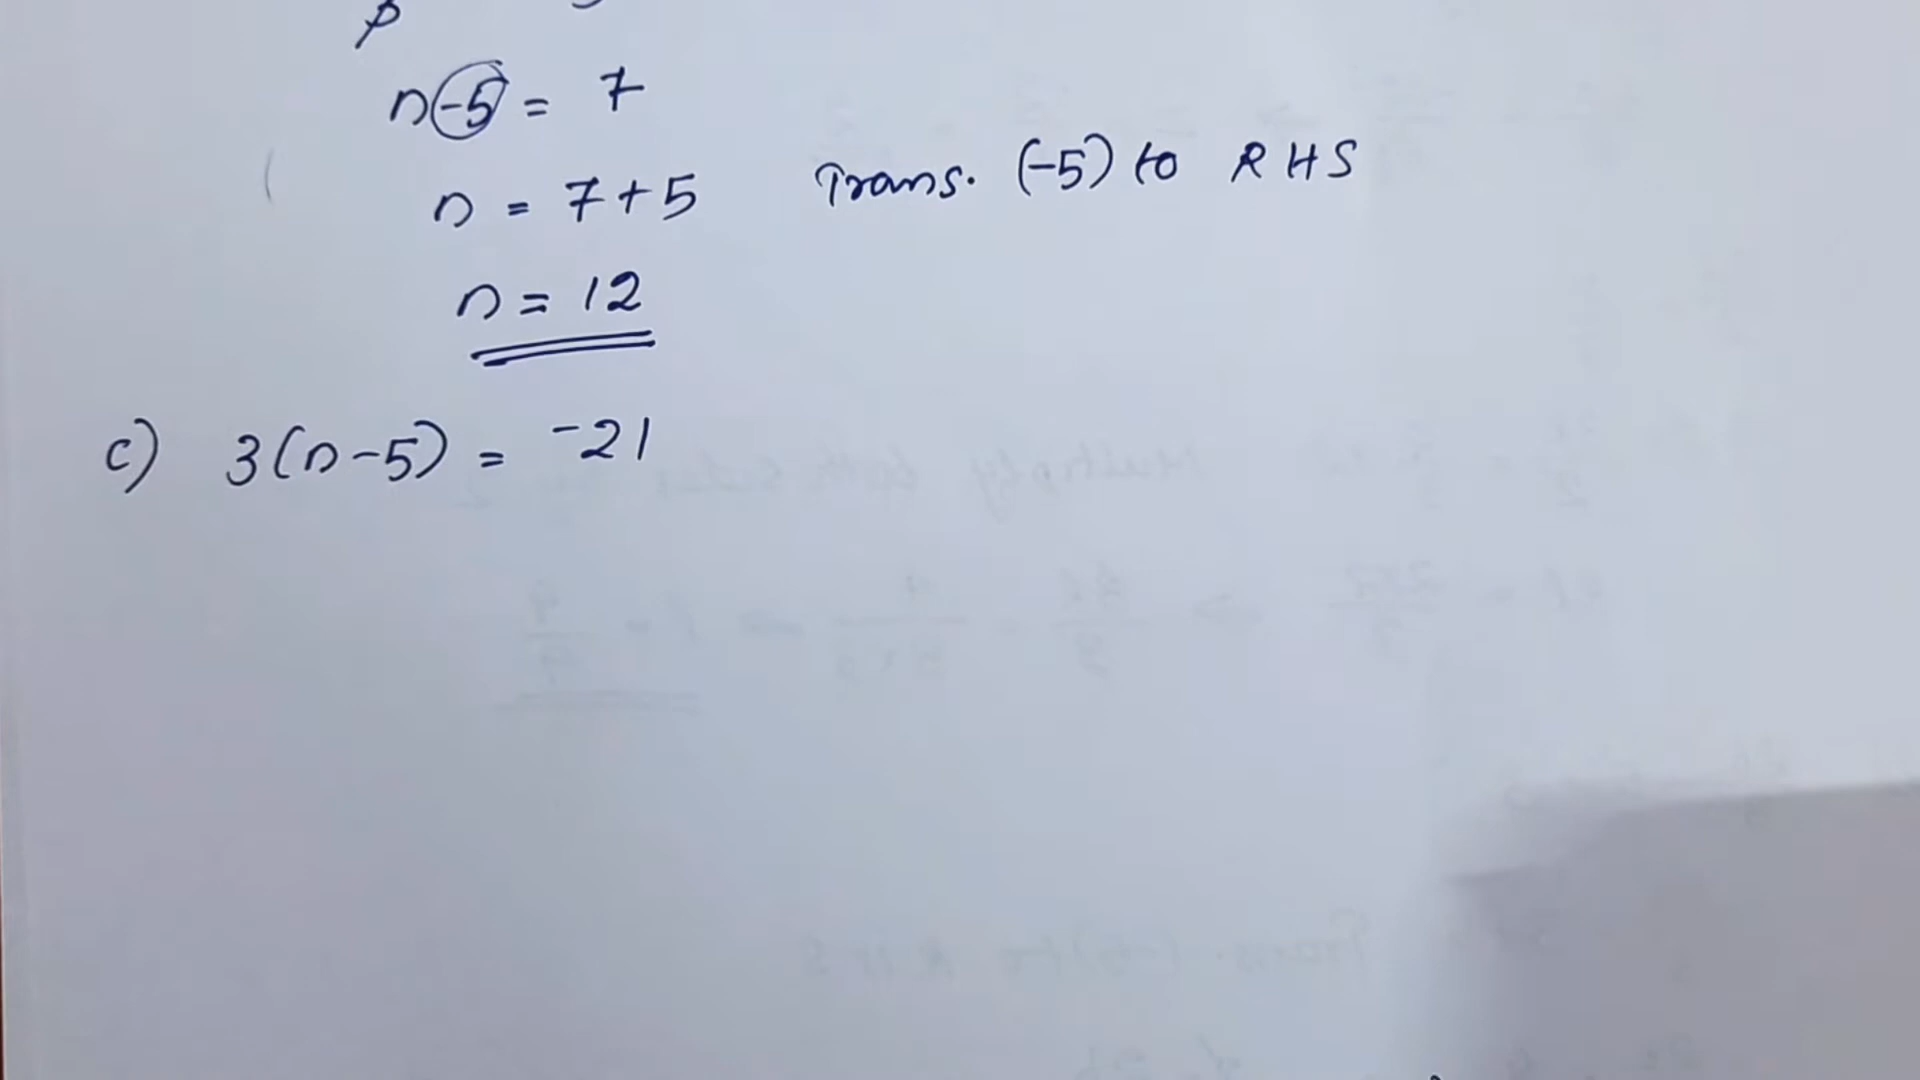 n-5 = 7
n = 7+5 Trans. (-5) to RHS
n = 12
c) 3(n-5) = -21